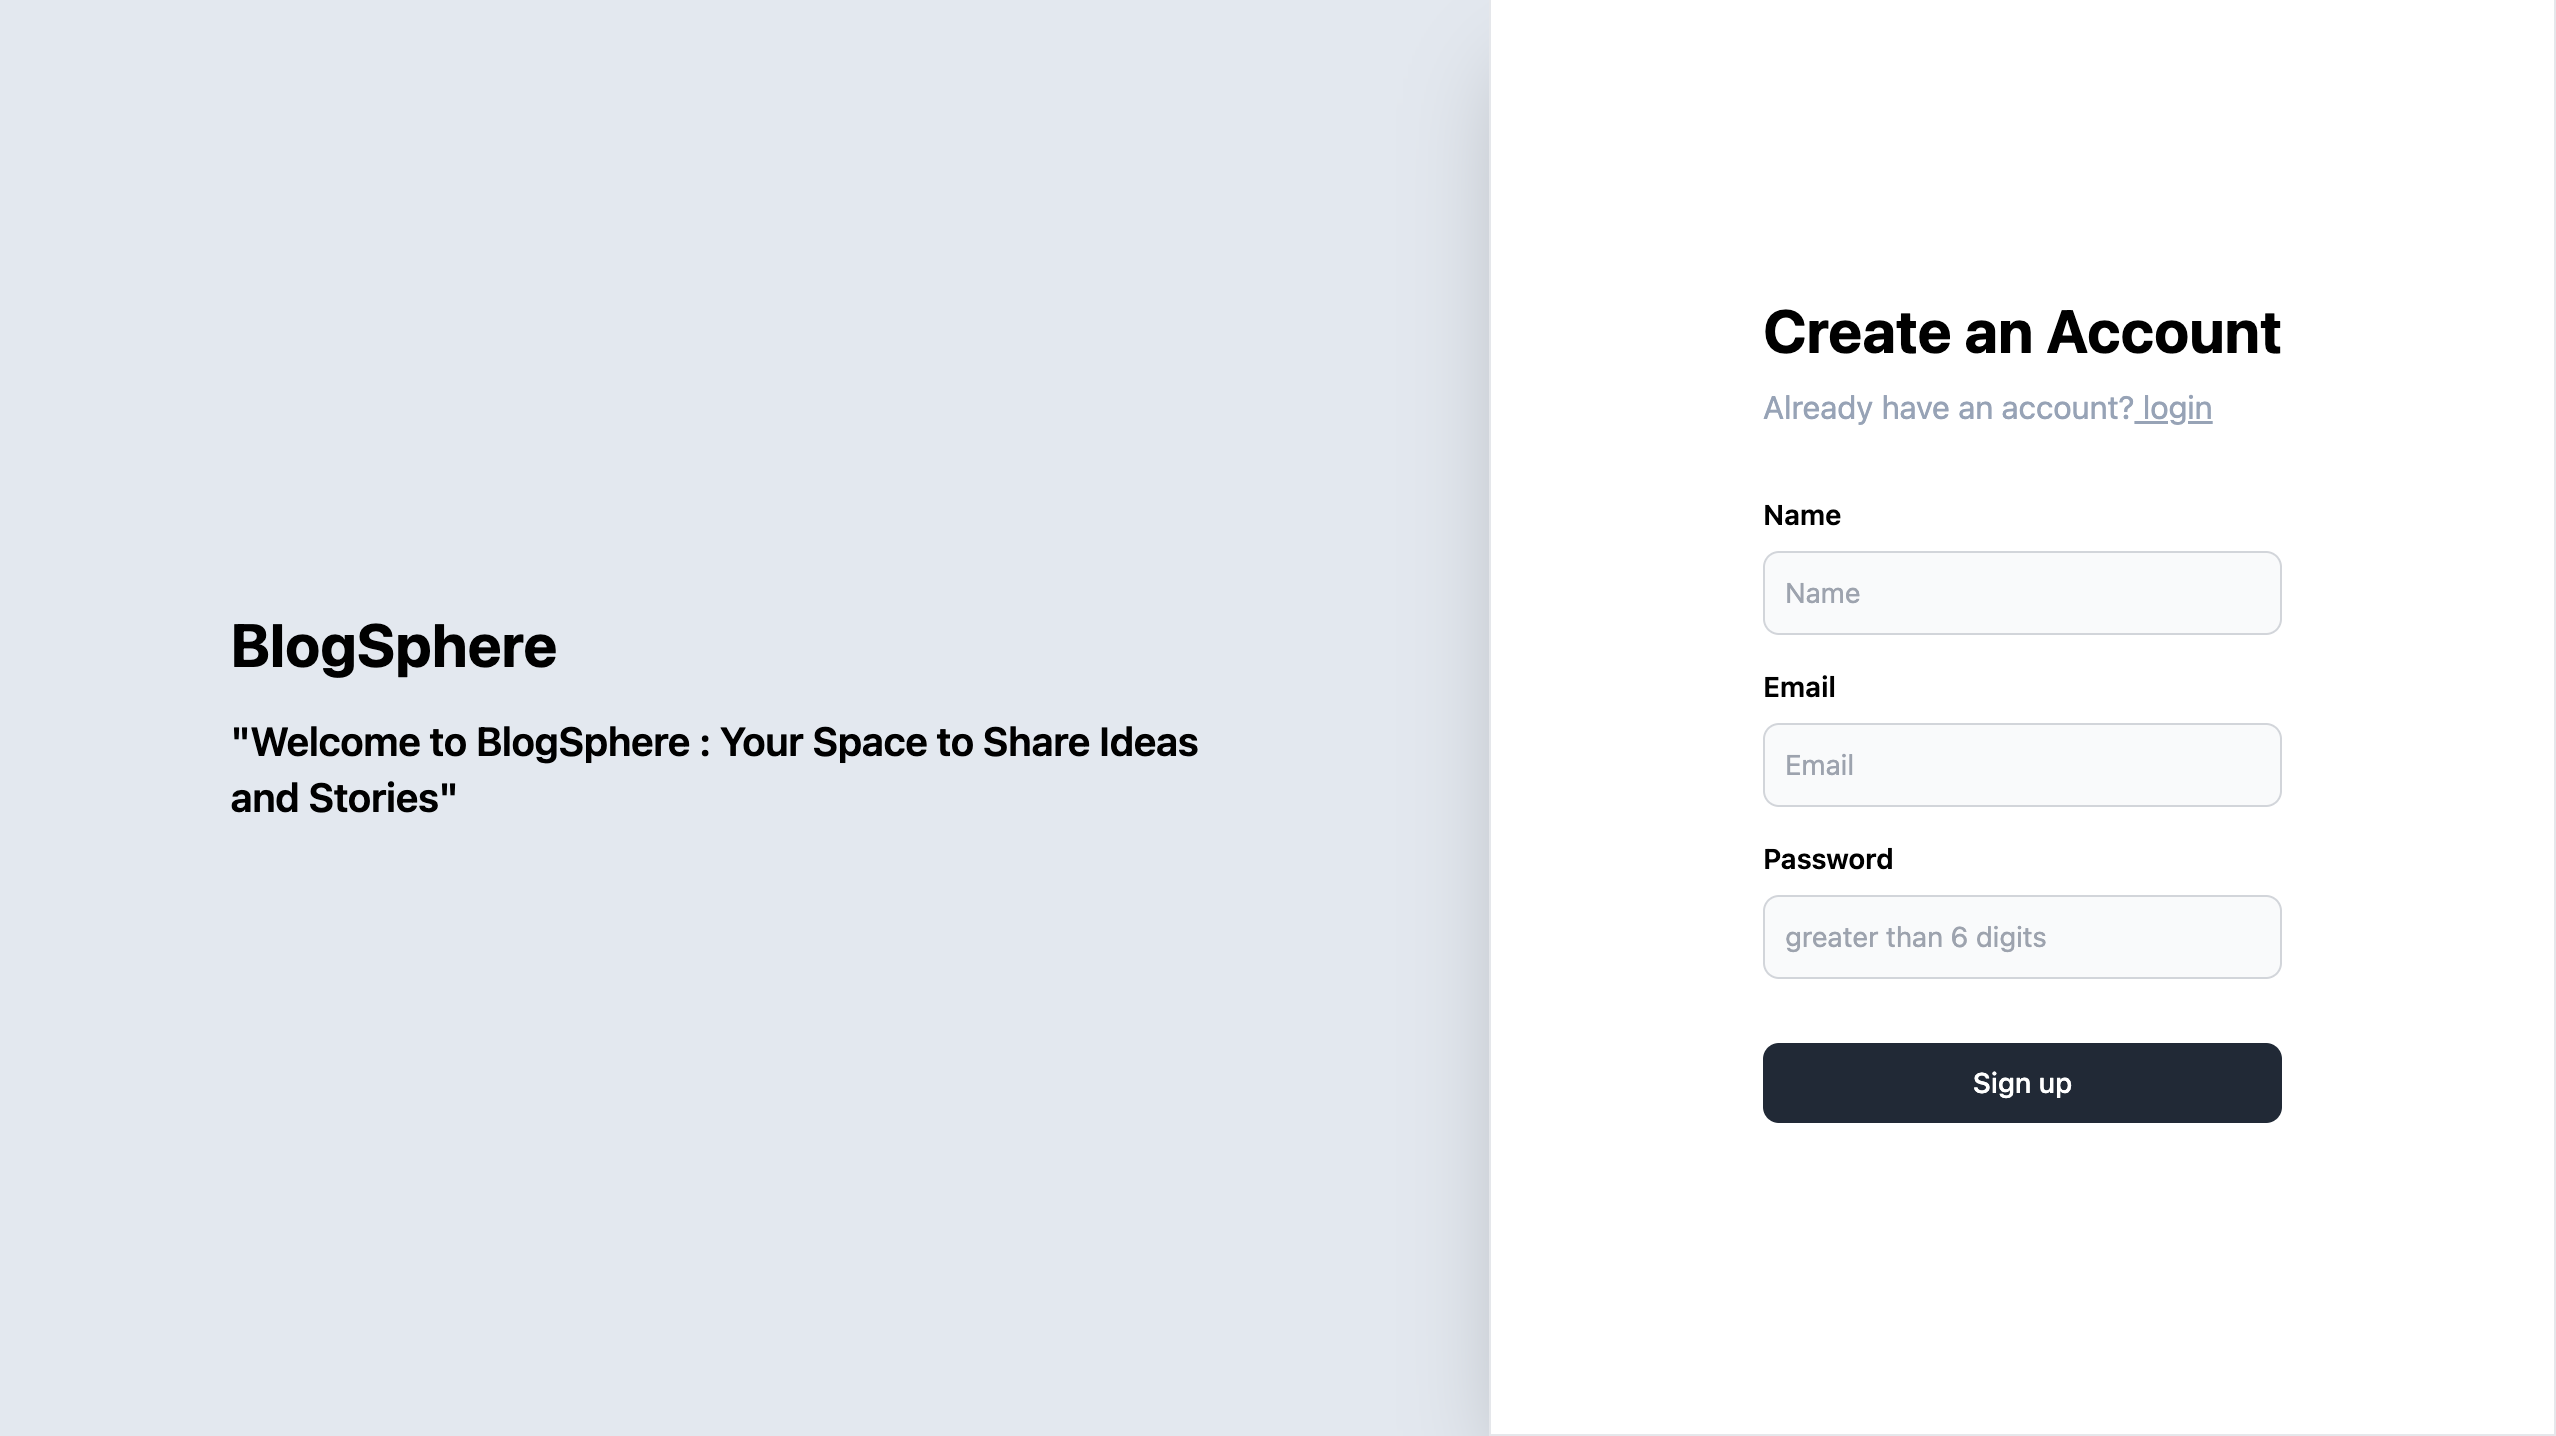 BlogSphere
"Welcome to BlogSphere : Your Space to Share Ideas
and Stories"
Create an Account
Already have an account? login
Name
Name
Email
Email
Password
greater than 6 digits
Sign up